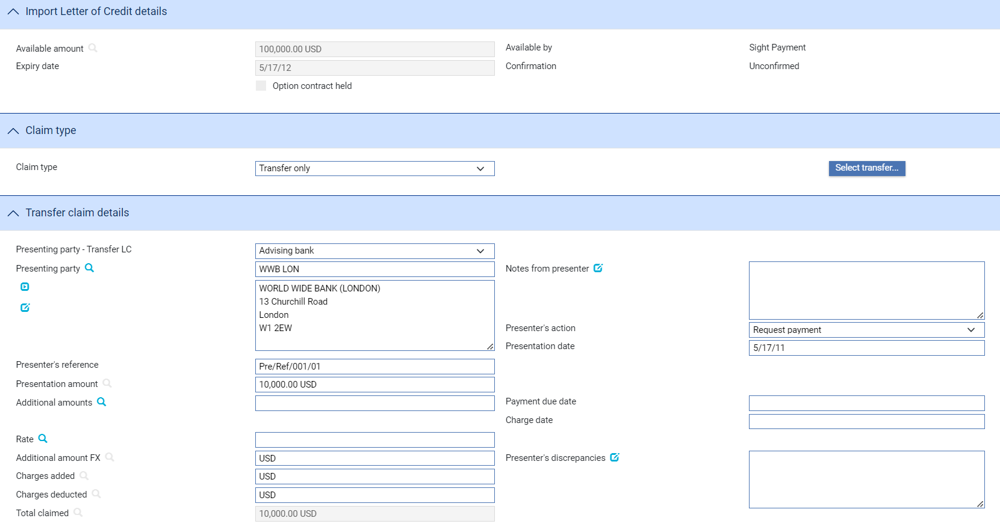 Import Letter of Credit details
Available amount 100,000.00 USD Available by Sight Payment
Expiry date 5/17/12 Confirmation Unconfirmed
Option contract held
Claim type
Claim type Transfer only Select transfer...
Transfer claim details
Presenting party - Transfer LC Advising bank
Presenting party WWB LON Notes from presenter
WORLD WIDE BANK (LONDON)
13 Churchill Road
London
W1 2EW
Presenter's action Request payment
Presentation date 5/17/11
Presenter's reference Pre/Ref/001/01
Presentation amount 10,000.00 USD
Additional amounts Payment due date
Charge date
Rate
Additional amount FX USD Presenter's discrepancies
Charges added USD
Charges deducted USD
Total claimed 10,000.00 USD